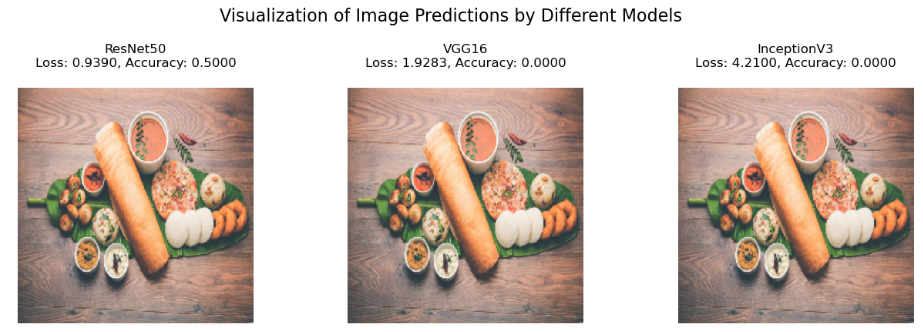 Visualization of Image Predictions by Different Models
ResNet50
Loss: 0.9390, Accuracy: 0.5000
VGG16
Loss: 1.9283, Accuracy: 0.0000
InceptionV3
Loss: 4.2100, Accuracy: 0.0000